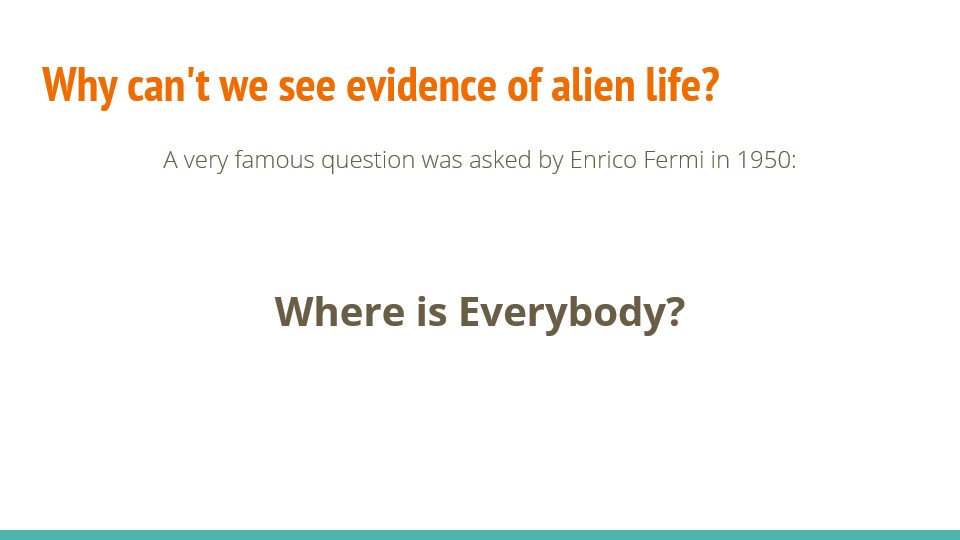 Why can't we see evidence of alien life?
A very famous question was asked by Enrico Fermi in 1950:
Where is Everybody?